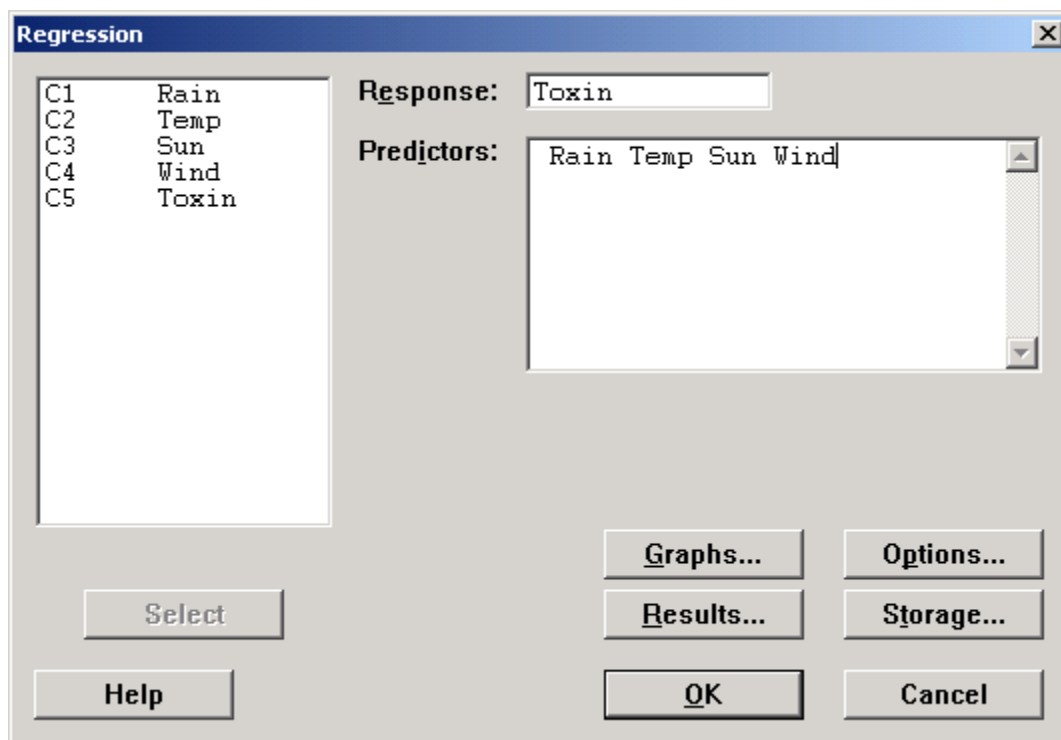 Regression
C1 Rain
C2 Temp
C3 Sun
C4 Wind
C5 Toxin
Response: Toxin
Predictors: Rain Temp Sun Wind
Graphs... Options...
Select Results... Storage...
Help OK Cancel